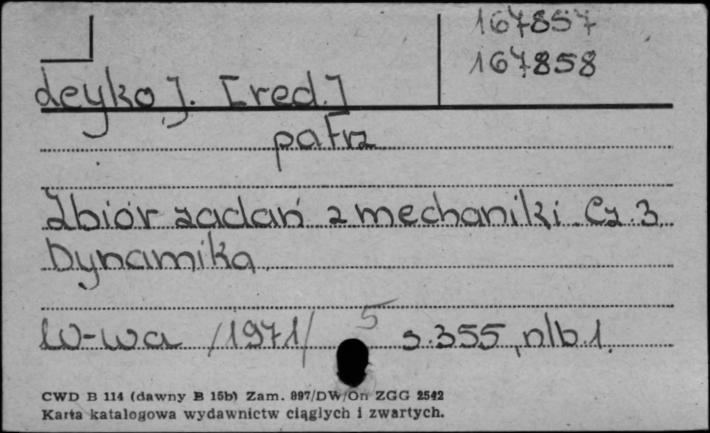 167857
167858
deyko J. [red.]
patrz
Zbiór zadań z mechaniki. Cz. 3
Dynamika
W-wa /1971/ 5 s. 355, nlb. 1.
CWD B 114 (dawny B 15b) Zam. 897/DW/On ZGG 2542
Karta katalogowa wydawnictw ciągłych i zwartych.